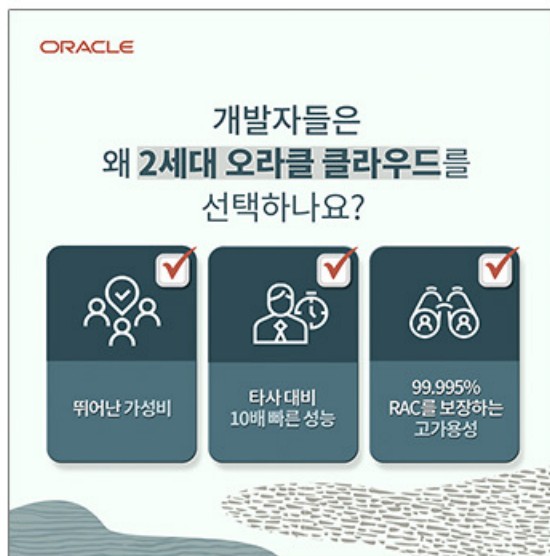 ORACLE
개발자들은
왜 2세대 오라클 클라우드를
선택하나요?
뛰어난 가성비
타사 대비
10배 빠른 성능
99.995%
RAC를 보장하는
고가용성